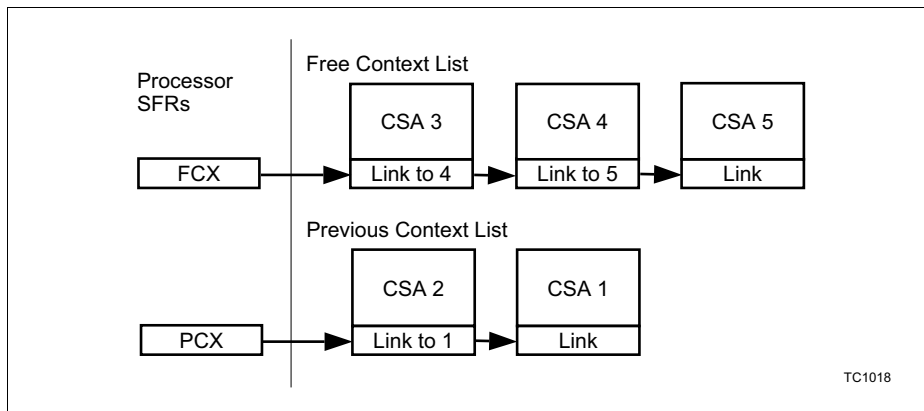 Free Context List
Processor
SFRs
CSA 3
CSA 4
CSA 5
FCX
Link to 4
Link to 5
Link
Previous Context List
CSA 2
CSA 1
PCX
Link to 1
Link
TC1018